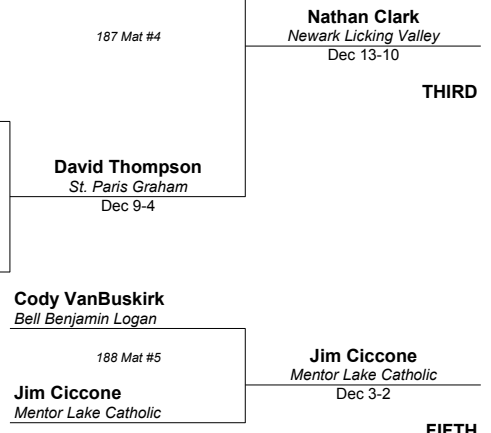 187 Mat #4
Nathan Clark
Newark Licking Valley
Dec 13-10
THIRD
David Thompson
St. Paris Graham
Dec 9-4
Cody VanBuskirk
Bell Benjamin Logan
188 Mat #5
Jim Ciccone
Mentor Lake Catholic
Jim Ciccone
Mentor Lake Catholic
Dec 3-2
FIFTH